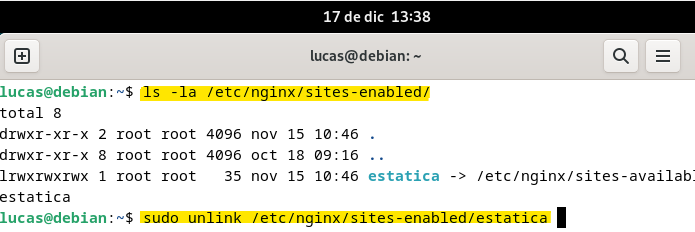 17 de dic 13:38
lucas@debian: ~
lucas@debian:~$ ls -la /etc/nginx/sites-enabled/
total 8
drwxr-xr-x 2 root root 4096 nov 15 10:46 .
drwxr-xr-x 8 root root 4096 oct 18 09:16 ..
lrwxrwxrwx 1 root root   35 nov 15 10:46 estatica -> /etc/nginx/sites-availabl
estatica
lucas@debian:~$ sudo unlink /etc/nginx/sites-enabled/estatica